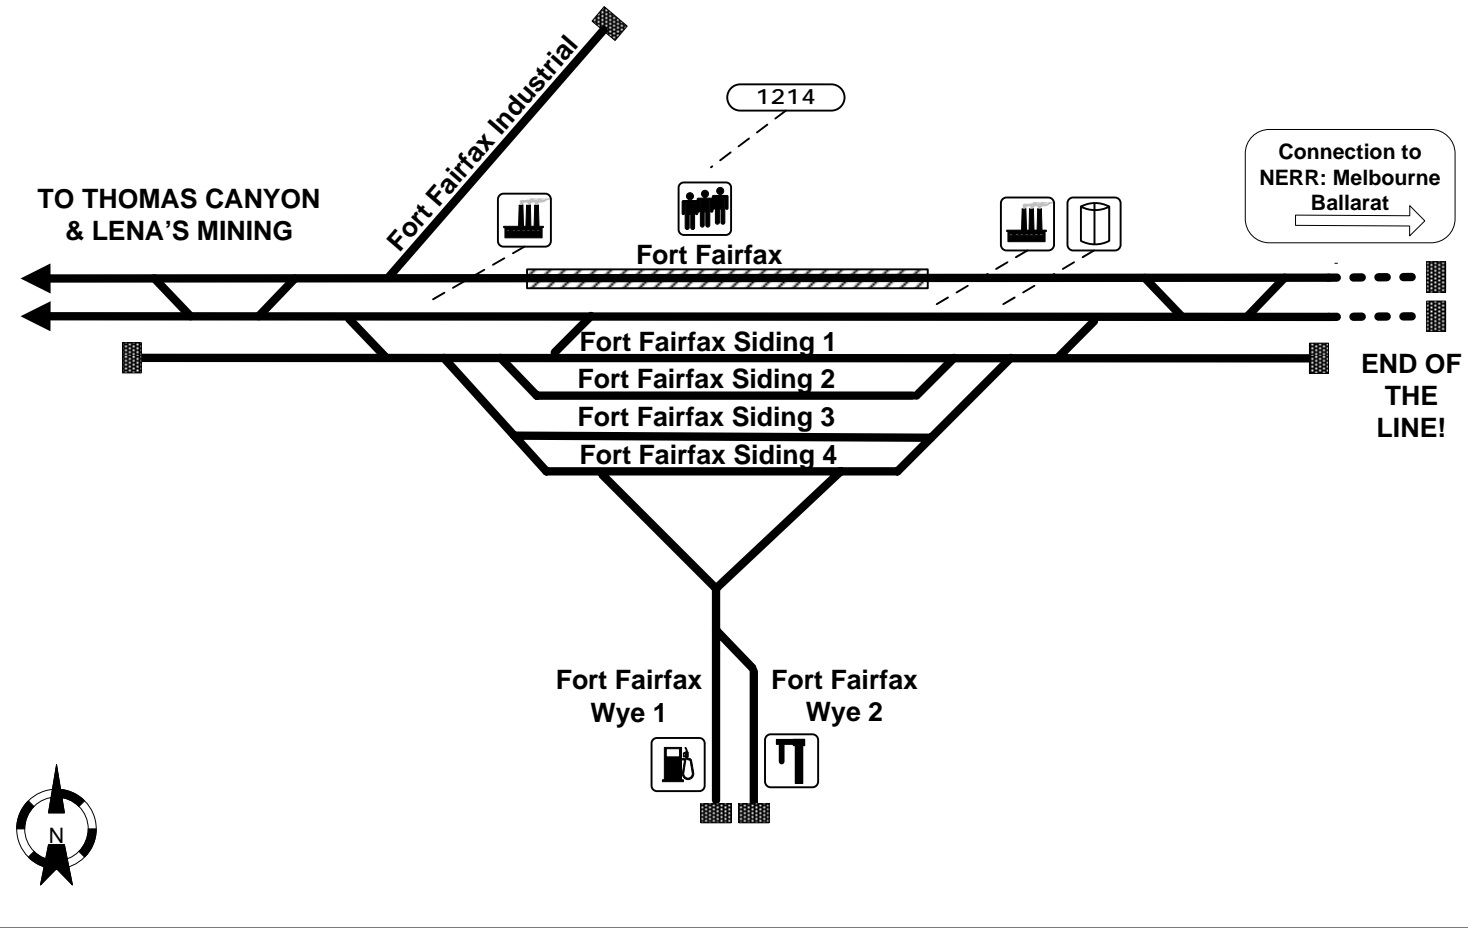 Fort Fairfax Industrial
1214
Connection to
NERR: Melbourne
Ballarat
TO THOMAS CANYON
& LENA'S MINING
Fort Fairfax
Fort Fairfax Siding 1
Fort Fairfax Siding 2
Fort Fairfax Siding 3
Fort Fairfax Siding 4
END OF
THE
LINE!
Fort Fairfax
Wye 1
Fort Fairfax
Wye 2
N